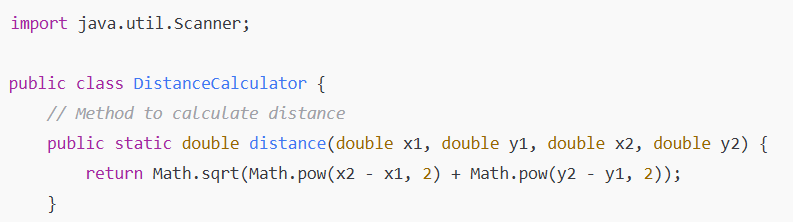 import java.util.Scanner;
public class DistanceCalculator {
// Method to calculate distance
public static double distance(double x1, double y1, double x2, double y2) {
return Math.sqrt(Math.pow(x2 - x1, 2) + Math.pow(y2 - y1, 2));
}